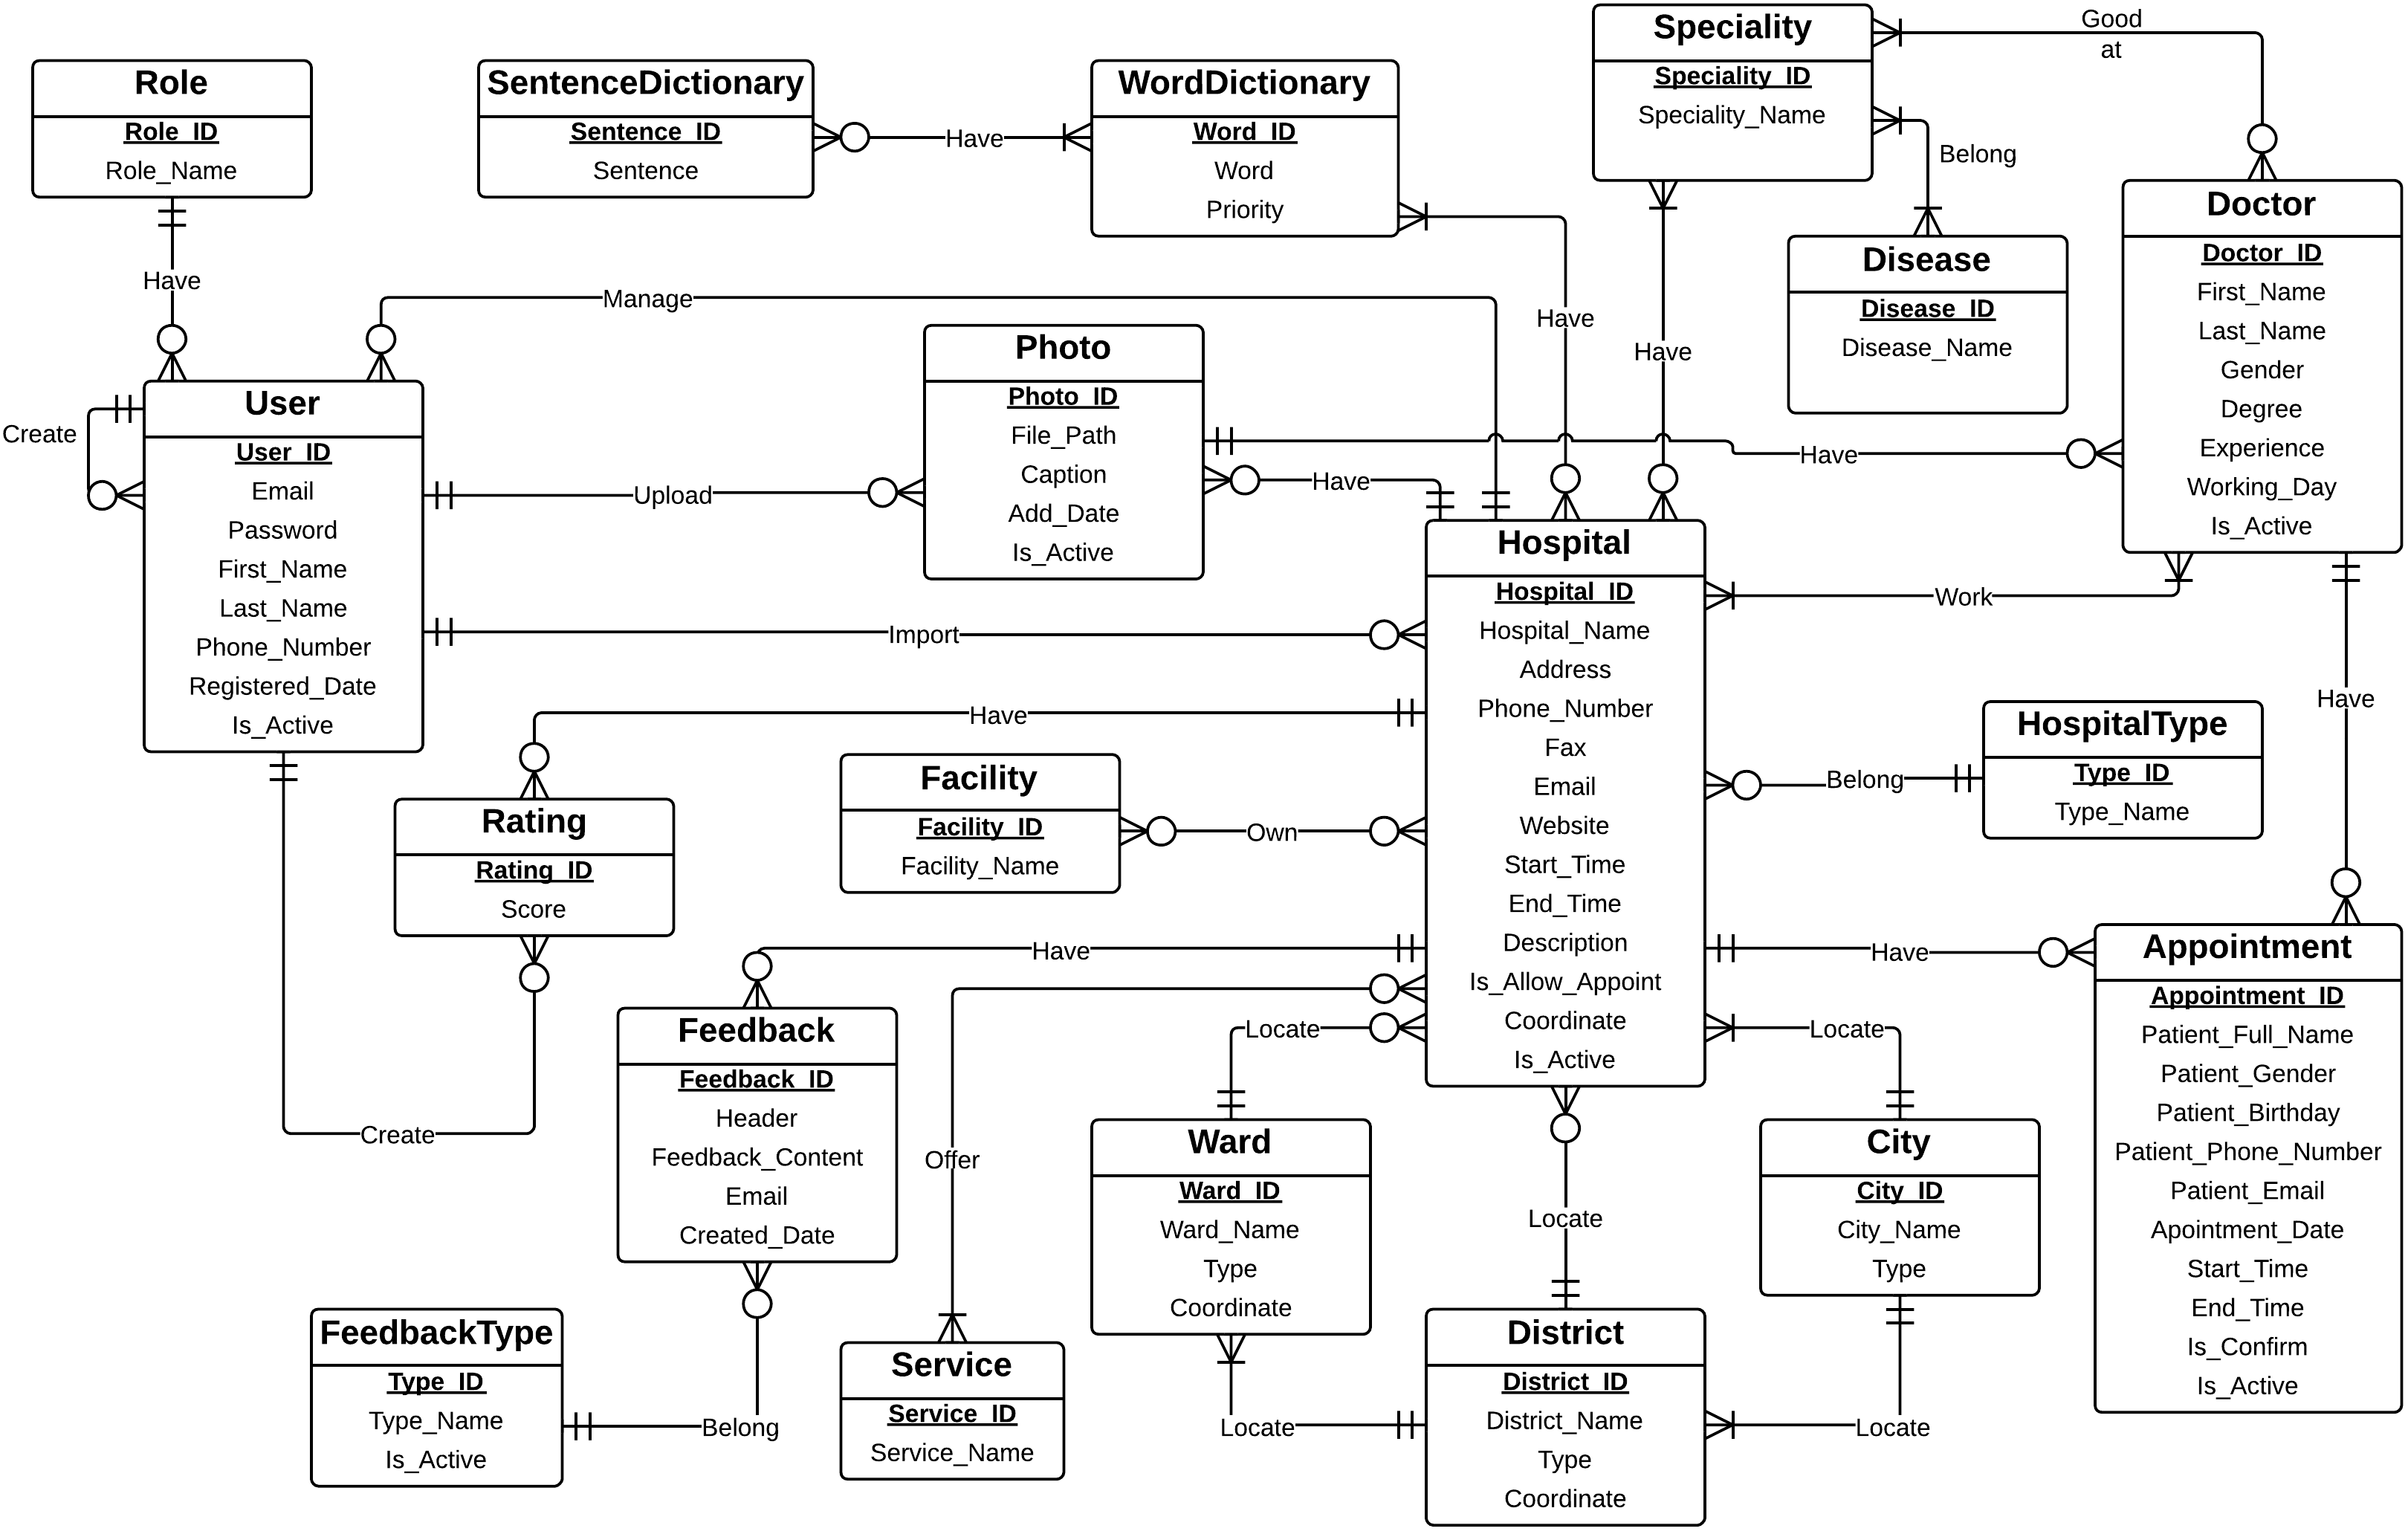 Role
Role_ID
Role_Name
SentenceDictionary
Sentence_ID
Sentence
Have
WordDictionary
Word_ID
Word
Priority
Speciality
Speciality_ID
Speciality_Name
Good
at
Belong
Disease
Disease_ID
Disease_Name
Doctor
Doctor_ID
First_Name
Last_Name
Gender
Degree
Experience
Working_Day
Is_Active
Have
Manage
Have
Have
Create
User
User_ID
Email
Password
First_Name
Last_Name
Phone_Number
Registered_Date
Is_Active
Upload
Photo
Photo_ID
File_Path
Caption
Add_Date
Is_Active
Have
Have
Import
Hospital
Hospital_ID
Hospital_Name
Address
Phone_Number
Fax
Email
Website
Start_Time
End_Time
Description
Is_Allow_Appoint
Coordinate
Is_Active
Work
Have
Have
HospitalType
Type_ID
Type_Name
Belong
Rating
Rating_ID
Score
Facility
Facility_ID
Facility_Name
Own
Create
Have
Feedback
Feedback_ID
Header
Feedback_Content
Email
Created_Date
Have
Appointment
Appointment_ID
Patient_Full_Name
Patient_Gender
Patient_Birthday
Patient_Phone_Number
Patient_Email
Apointment_Date
Start_Time
End_Time
Is_Confirm
Is_Active
Offer
Locate
Locate
Ward
Ward_ID
Ward_Name
Type
Coordinate
Locate
City
City_ID
City_Name
Type
FeedbackType
Type_ID
Type_Name
Is_Active
Belong
Service
Service_ID
Service_Name
Locate
District
District_ID
District_Name
Type
Coordinate
Locate